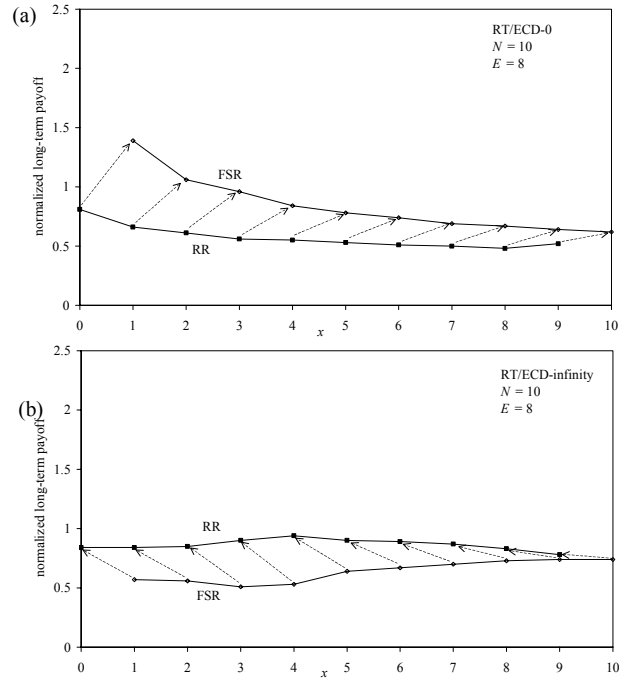 (a)
RT/ECD-0
N = 10
E = 8
normalized long-term payoff
2.5
2
1.5
1
0.5
0
FSR
RR
0 1 2 3 4 5 6 7 8 9 10
x
(b)
RT/ECD-infinity
N = 10
E = 8
normalized long-term payoff
2.5
2
1.5
1
0.5
0
RR
FSR
0 1 2 3 4 5 6 7 8 9 10
x